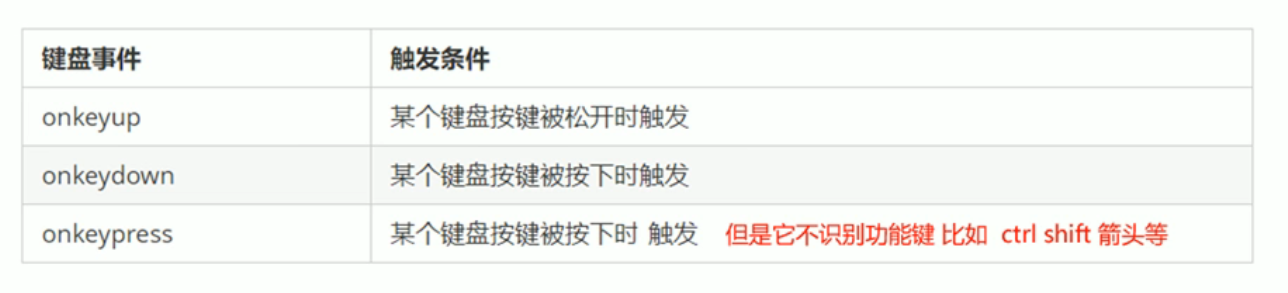 键盘事件 触发条件
onkeyup 某个键盘按键被松开时触发
onkeydown 某个键盘按键被按下时触发
onkeypress 某个键盘按键被按下时 触发 但是它不识别功能键 比如 ctrl shift 箭头等